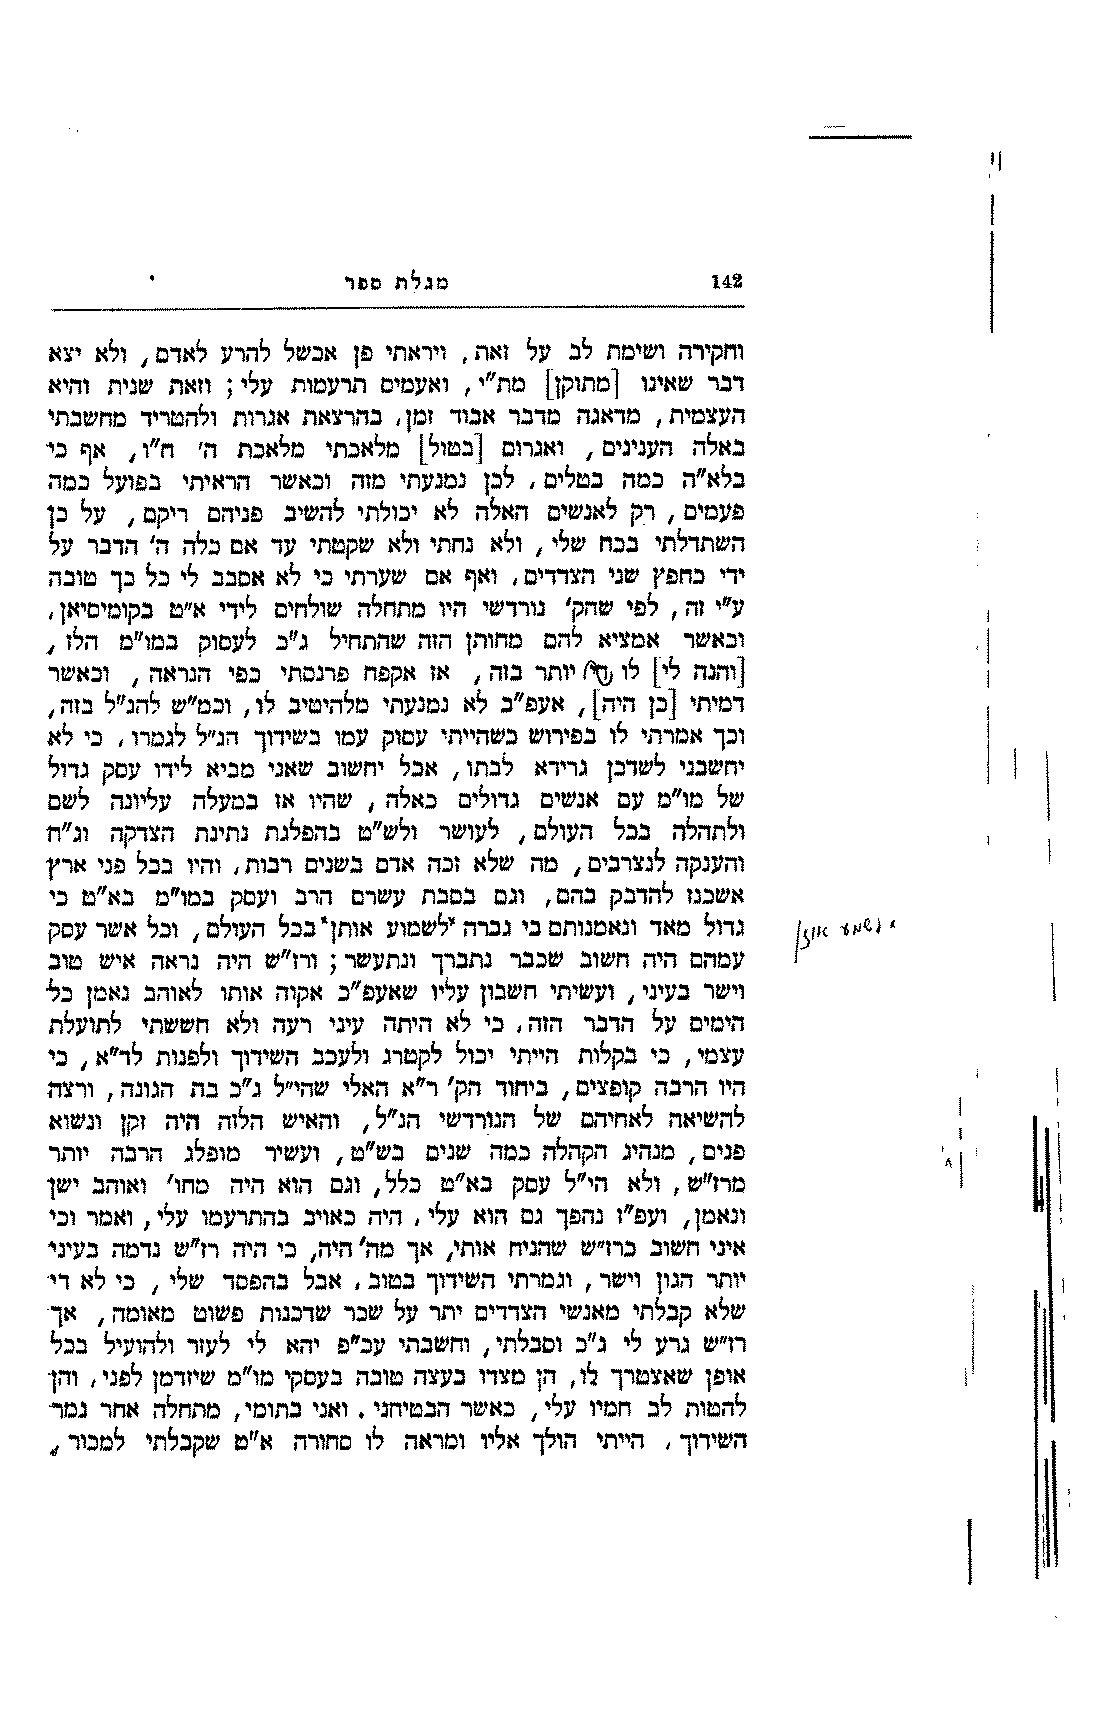 142 מגלת ספר
וחקירה ושימת לב על זאת, ויראתי פן אכשל להרע לאדם, ולא יצא
דבר שאינו [מתוקן] מת״י, ואעמים תרעמות עלי; וזאת שנית והיא
העצמית, מדאגה מדבר אבוד זמן, בהרצאת אגרות ולהטריד מחשבתי
באלה הענינים, ואגרום [בטול] מלאכתי מלאכת ה׳ ח״ו, אף כי
בלא״ה כמה בטלים, לכן נמנעתי מזה וכאשר הראיתי בפועל כמה
פעמים, רק לאנשים האלה לא יכולתי להשיב פניהם ריקם, על כן
השתדלתי בכח שלי, ולא נחתי ולא שקטתי עד אם כלה ה׳ הדבר על
ידי כחפץ שני הצדדים, ואף אם שערתי כי לא אסבב לי כל כך טובה
ע״י זה, לפי שהק׳ נורדשי היו מתחלה שולחים לידי א״ט בקומיסיאן,
וכאשר אמציא להם מחותן הזה שהתחיל ג״כ לעסוק במו״מ הלז,
[והנה לי] לו יותר בזה, אז אקפח פרנסתי כפי הנראה, וכאשר
דמיתי [כן היה], אעפ״ב לא נמנעתי מלהיטיב לו, וכמ״ש להנ״ל בזה,
וכך אמרתי לו בפירוש כשהייתי עסוק עמו בשידוך הנ״ל לגמרו, כי לא
יחשבני לשדכן גרידא לבתו, אבל יחשוב שאני מביא לידו עסק גדול
של מו״מ עם אנשים גדולים כאלה, שהיו אז במעלה עליונה לשם
ולתהלה בכל העולם, לעושר ולש״ט בהפלגת נתינת הצדקה וג״ח
והענקה לנצרבים, מה שלא זכה אדם בשנים רבות, והיו בכל פני ארץ
אשכנז להדבק בהם, וגם בסבת עשרם הרב ועסק במו״מ בא״ט כי
גדול מאד ונאמנותם בי גברה *לשמוע אותן* בכל העולם, וכל אשר עסק
* נשמע און
עמהם היה חשוב שכבר נתברך ונתעשר; ורז״ש היה נראה איש טוב
וישר בעיני, ועשיתי חשבון עליו שאעפ״כ אקוה אותו לאוהב נאמן כל
הימים על הדבר הזה, כי לא היתה עיני רעה ולא חששתי לתועלת
עצמי, כי בקלות הייתי יכול לקטרג ולעכב השידוך ולפנות לד״א, כי
היו הרבה קופצים, ביחוד הק׳ ר״א האלי שהי״ל ג״כ בת הגונה, ורצה
להשיאה לאחיהם של הנורדשי הנ״ל, והאיש הלזה היה זקן ונשוא
פנים, מנהיג הקהלה כמה שנים בש״ט, ועשיר מופלג הרבה יותר
מרז״ש, ולא הי״ל עסק בא״ט כלל, וגם הוא היה מחו׳ ואוהב ישן
ונאמן, ועפ״ז נהפך גם הוא עלי, היה כאויב בהתרעמו עלי, ואמר וכי
איני חשוב כרז״ש שהניח אותי, אך מה׳ היה, כי היה רז״ש נדמה בעיני
יותר הגון וישר, וגמרתי השידוך בטוב, אבל בהפסד שלי, כי לא די
שלא קבלתי מאנשי הצדדים יתר על שכר שדכנות פשוט מאומה, אך
רז״ש גרע לי ג״כ וסבלתי, וחשבתי עכ״פ יהא לי לעזר ולהועיל בכל
אופן שאצטרך לו, הן מצדו בעצה טובה בעסקי מו״מ שיזדמן לפני, והן
להטות לב חמיו עלי, כאשר הבטיחני. ואני בתומי, מתחלה אחר גמר
השידוך, הייתי הולך אליו ומראה לו סחורה א״ט שקבלתי למכור,